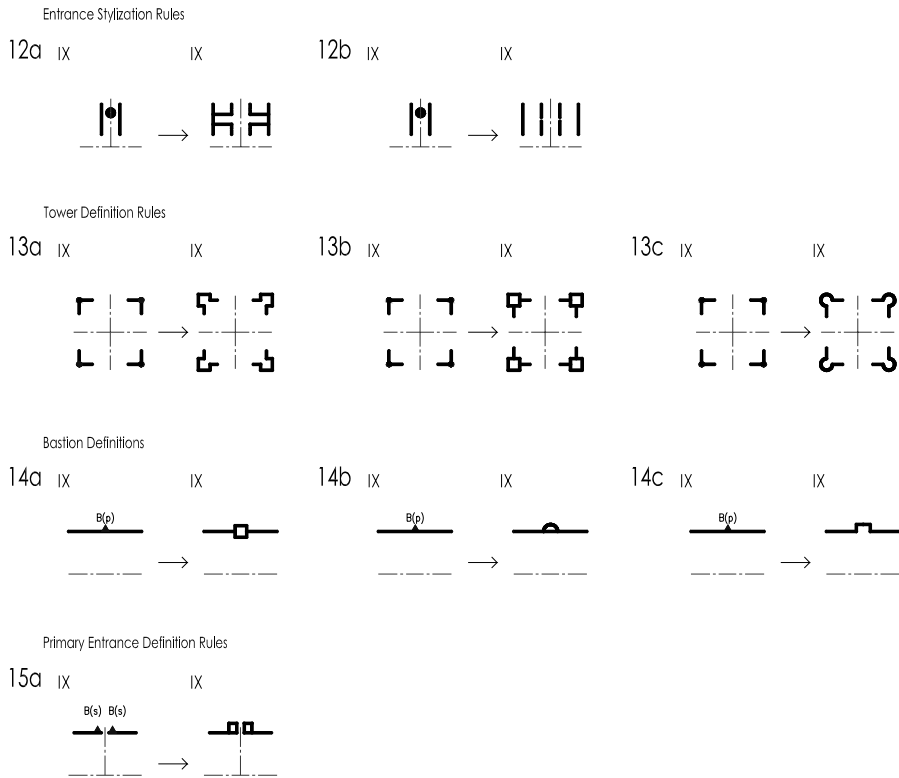 Entrance Stylization Rules
12a IX IX 12b IX IX
Tower Definition Rules
13a IX IX 13b IX IX 13c IX IX
Bastion Definitions
14a IX IX 14b IX IX 14c IX IX
B(p) B(p) B(p)
Primary Entrance Definition Rules
15a IX IX
B(s) B(s)